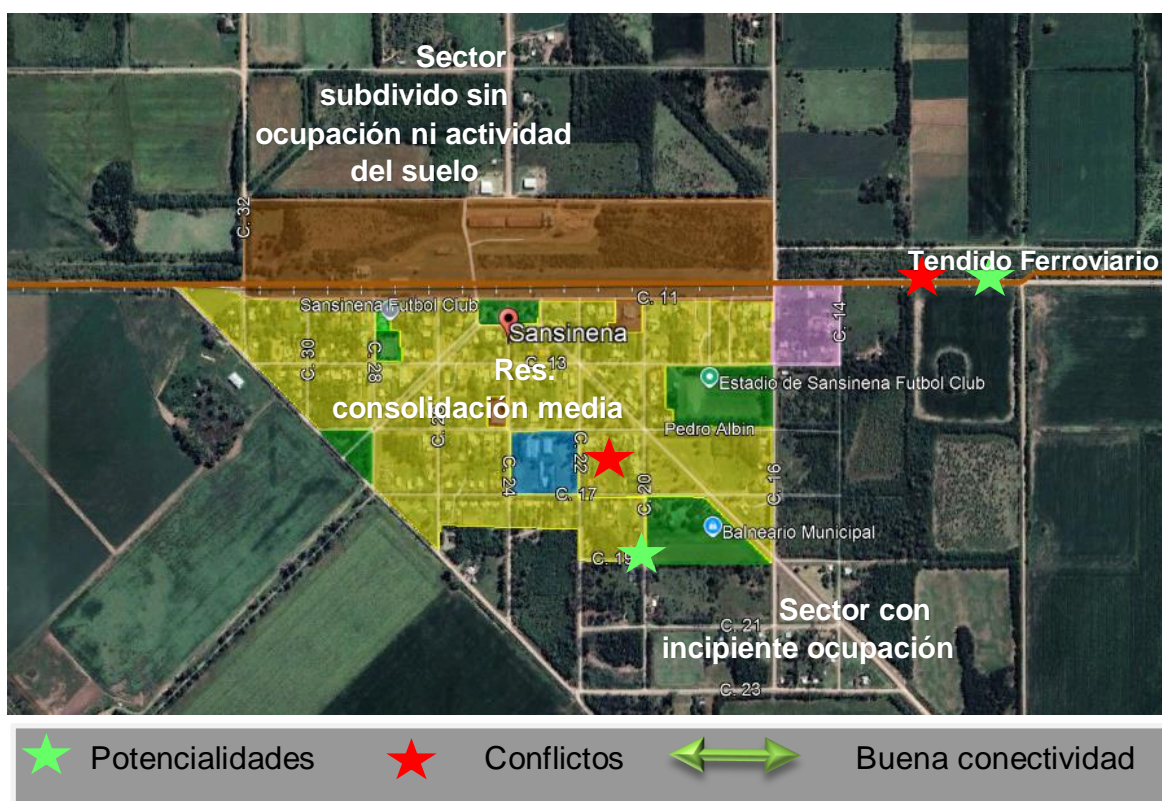 Sector
subdivido sin
ocupación ni actividad
del suelo
C. 32
Tendido Ferroviario
Sansinena Futbol Club
C. 11
C. 14
Sansinena
C. 30
C. 28
C. 13
Res.
consolidación media
Estadio de Sansinena Futbol Club
Pedro Albin
C. 22
C. 24
C. 17
C. 20
C. 16
Balneario Municipal
Sector con
incipiente ocupación
C. 21
C. 23
Potencialidades
Conflictos
Buena conectividad